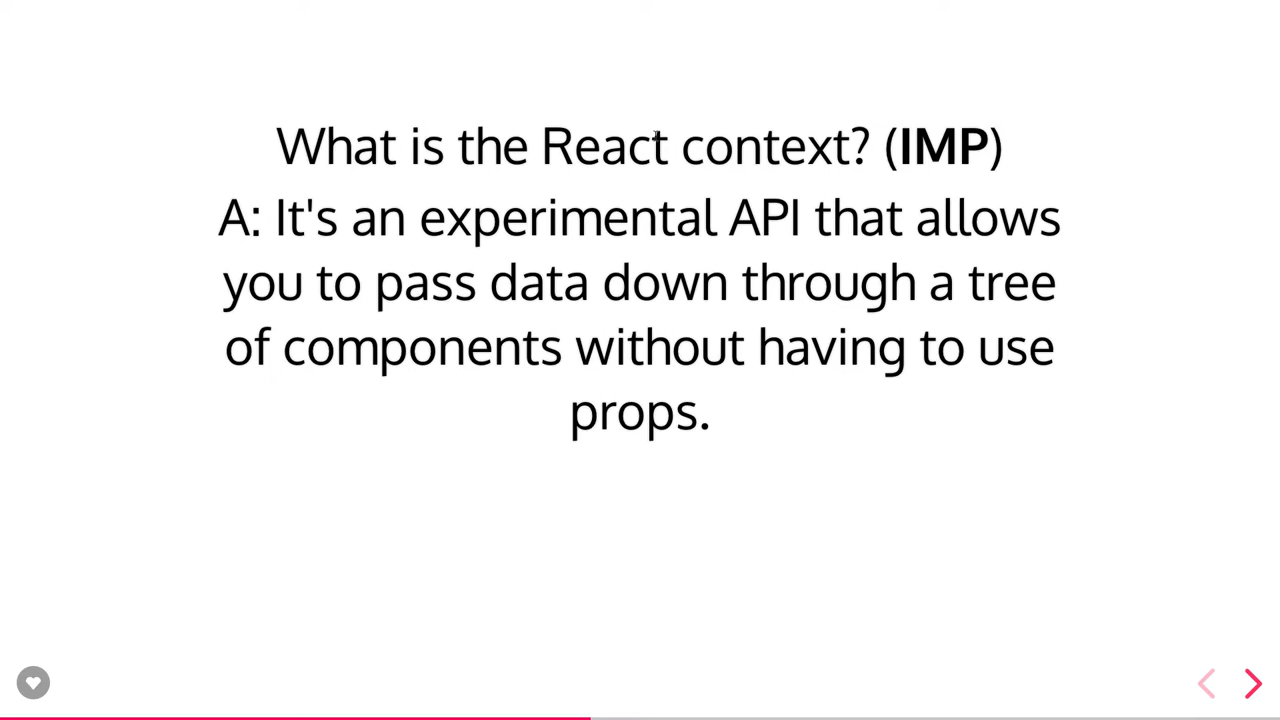 What is the React context? (IMP)
A: It's an experimental API that allows
you to pass data down through a tree
of components without having to use
props.